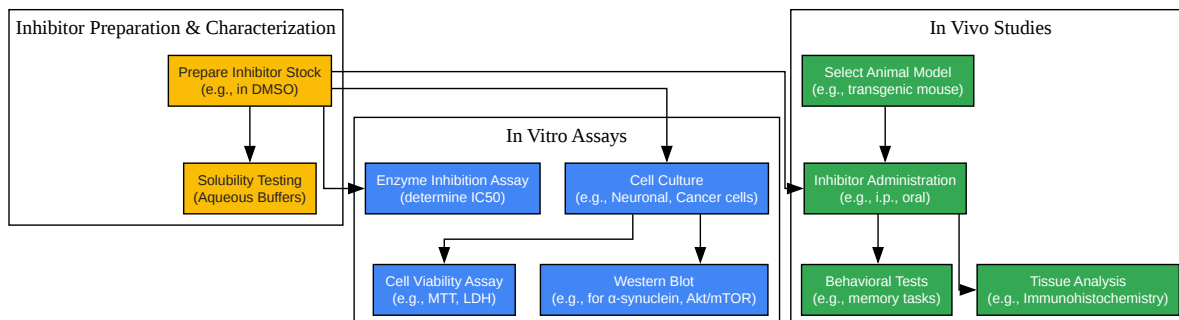 Inhibitor Preparation & Characterization
Prepare Inhibitor Stock
(e.g., in DMSO)
Solubility Testing
(Aqueous Buffers)
In Vitro Assays
Enzyme Inhibition Assay
(determine IC50)
Cell Culture
(e.g., Neuronal, Cancer cells)
Cell Viability Assay
(e.g., MTT, LDH)
Western Blot
(e.g., for α-synuclein, Akt/mTOR)
In Vivo Studies
Select Animal Model
(e.g., transgenic mouse)
Inhibitor Administration
(e.g., i.p., oral)
Behavioral Tests
(e.g., memory tasks)
Tissue Analysis
(e.g., Immunohistochemistry)